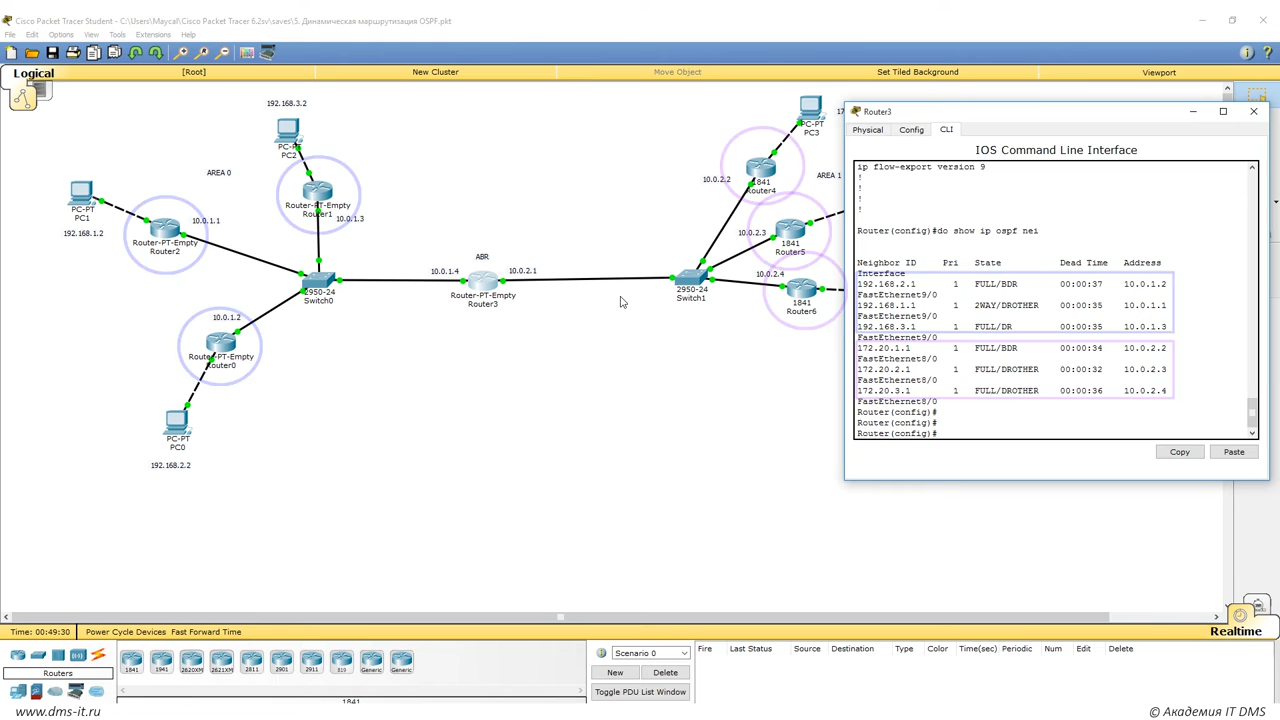 Cisco Packet Tracer Student - C:\Users\Maycal\Cisco Packet Tracer 6.2sv\saves\5. Динамическая маршрутизация OSPF.pkt
File Edit Options View Tools Extensions Help
Logical
[Root]
New Cluster
Move Object
Set Tiled Background
Viewport
192.168.3.2
PC-PT
PC2
AREA 0
PC-PT
PC1
192.168.1.2
Router-PT-Empty
Router1
10.0.1.3
10.0.1.1
Router-PT-Empty
Router2
2950-24
Switch0
10.0.1.2
Router-PT-Empty
Router0
PC-PT
PC0
192.168.2.2
ABR
10.0.1.4
10.0.2.1
Router-PT-Empty
Router3
PC-PT
PC3
10.0.2.2
1841
Router4
AREA 1
10.0.2.3
1841
Router5
10.0.2.4
1841
Router6
2950-24
Switch1
Router3
Physical Config CLI
IOS Command Line Interface
ip flow-export version 9
!
!
!
!
Router(config)#do show ip ospf nei
Neighbor ID Pri State Dead Time Address
Interface
192.168.2.1 1 FULL/BDR 00:00:37 10.0.1.2
FastEthernet9/0
192.168.1.1 1 2WAY/DROTHER 00:00:35 10.0.1.1
FastEthernet9/0
192.168.3.1 1 FULL/DR 00:00:35 10.0.1.3
FastEthernet9/0
172.20.1.1 1 FULL/BDR 00:00:34 10.0.2.2
FastEthernet8/0
172.20.2.1 1 FULL/DROTHER 00:00:32 10.0.2.3
FastEthernet8/0
172.20.3.1 1 FULL/DROTHER 00:00:36 10.0.2.4
FastEthernet8/0
Router(config)#
Router(config)#
Router(config)#
Copy Paste
Time: 00:49:30 Power Cycle Devices Fast Forward Time
Realtime
Routers
1841 1941 2620XM 2621XM 2811 2901 2911 819 Generic Generic
1841
Scenario 0
New Delete
Toggle PDU List Window
Fire Last Status Source Destination Type Color Time(sec) Periodic Num Edit Delete
www.dms-it.ru
© Академия IT DMS